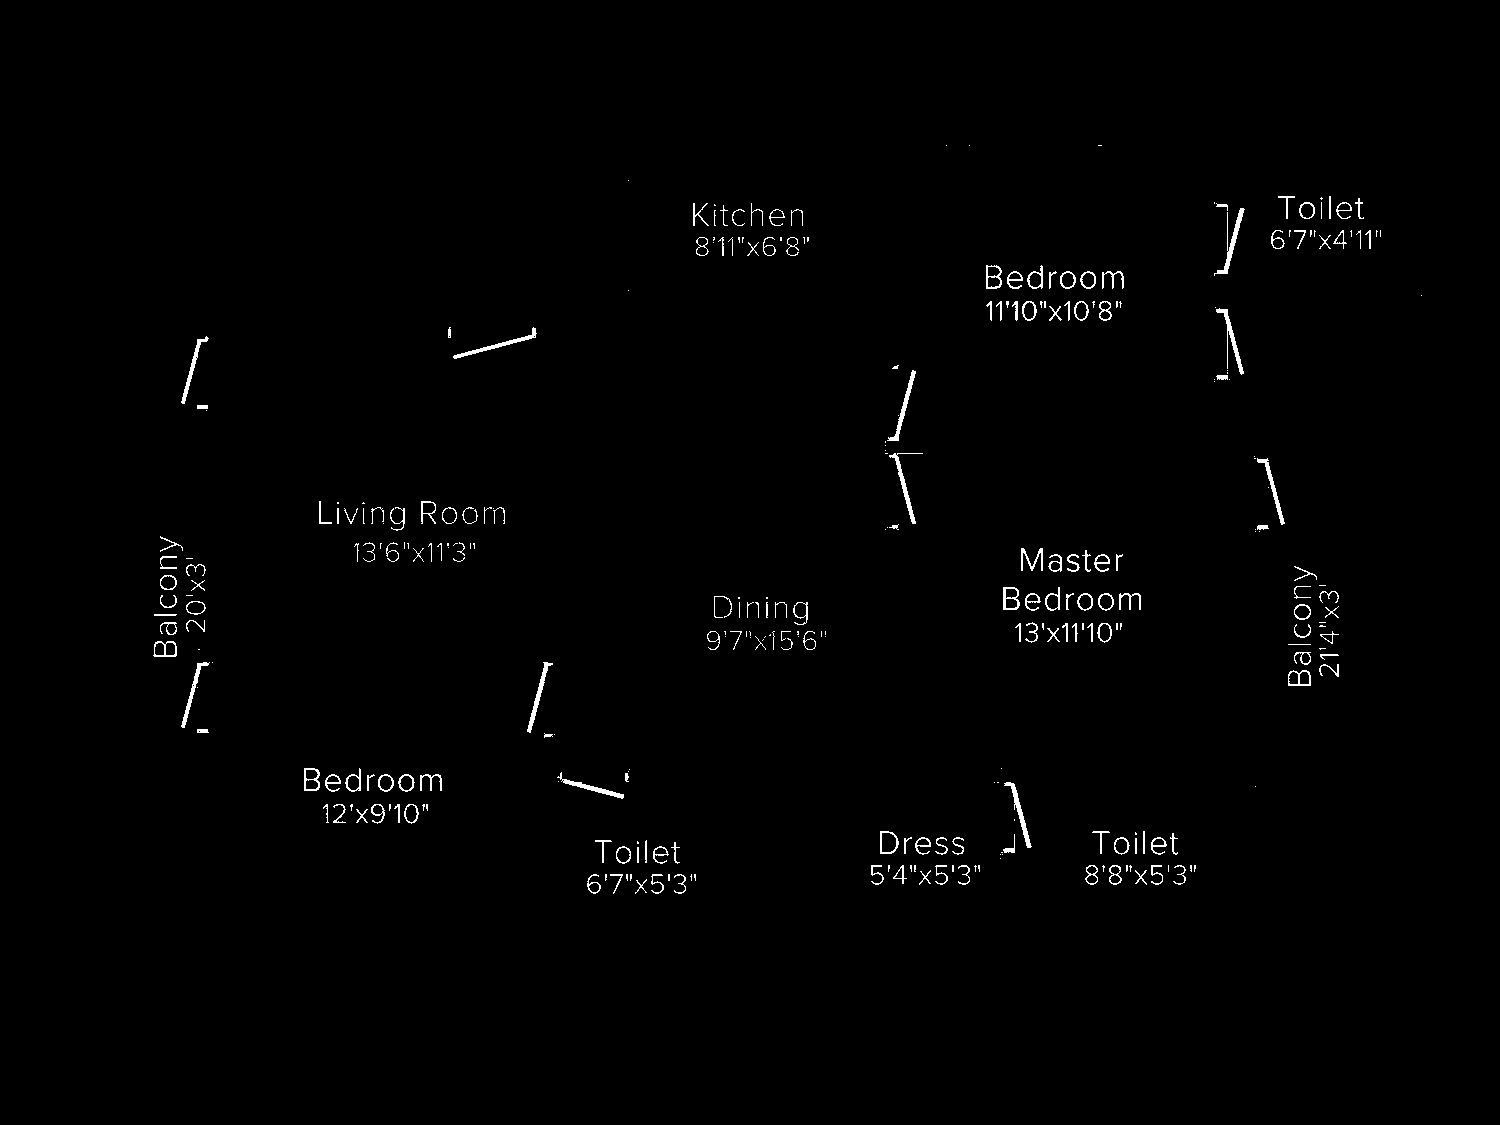 Kitchen
8'11"x6'8"
Toilet
6'7"x4'11"
Bedroom
11'10"x10'8"
Living Room
13'6"x11'3"
Balcony
20'x3'
Master
Bedroom
13'x11'10"
Dining
9'7"x15'6"
Balcony
21'4"x3'
Bedroom
12'x9'10"
Toilet
6'7"x5'3"
Dress
5'4"x5'3"
Toilet
8'8"x5'3"